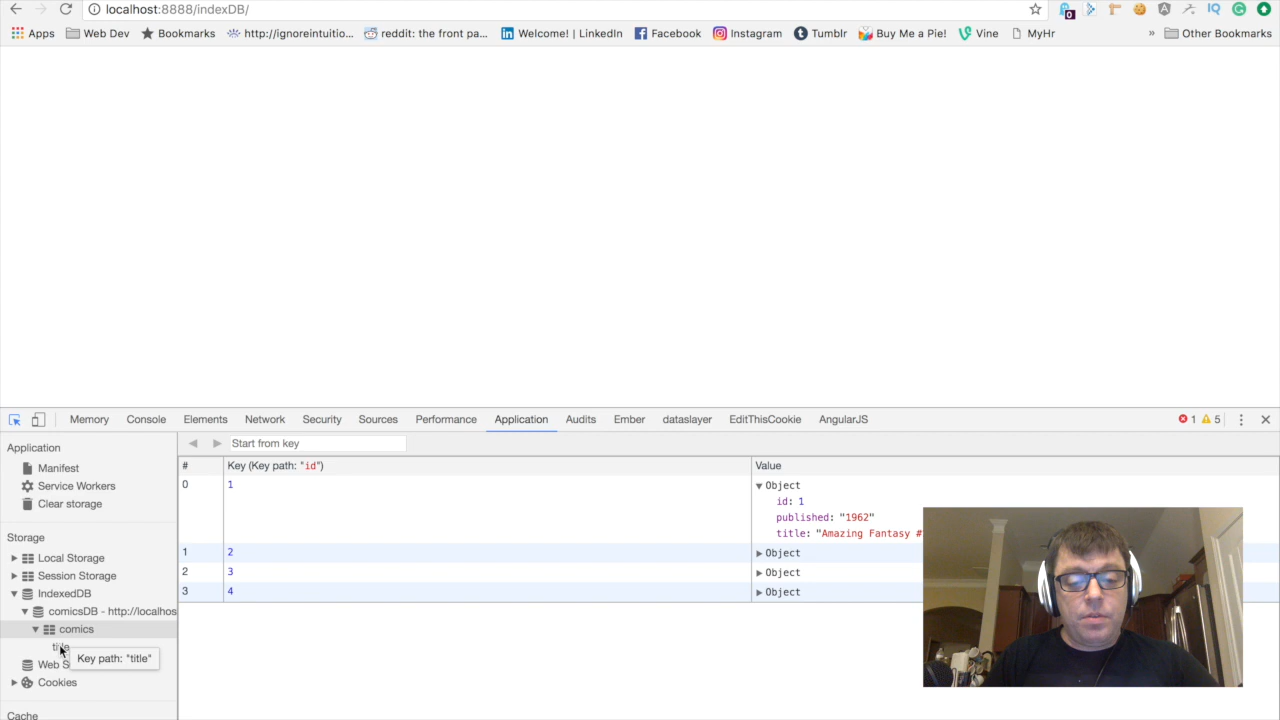 localhost:8888/indexDB/
0
IQ
Apps Web Dev Bookmarks http://ignoreintuitio... reddit: the front pa... Welcome! | LinkedIn Facebook Instagram Tumblr Buy Me a Pie! Vine MyHr » Other Bookmarks
Memory Console Elements Network Security Sources Performance Application Audits Ember dataslayer EditThisCookie AngularJS 1 5
Application
Manifest
Service Workers
Clear storage
Storage
Local Storage
Session Storage
IndexedDB
comicsDB - http://localhos
comics
title
Key path: "title"
Web S
Cookies
Cache
Start from key
# Key (Key path: "id") Value
0 1 Object
id: 1
published: "1962"
title: "Amazing Fantasy #
1 2 Object
2 3 Object
3 4 Object